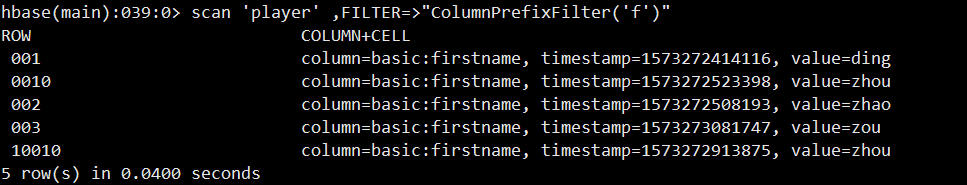 hbase(main):039:0> scan 'player' ,FILTER=>"ColumnPrefixFilter('f')"
ROW COLUMN+CELL
001 column=basic:firstname, timestamp=1573272414116, value=ding
0010 column=basic:firstname, timestamp=1573272523398, value=zhou
002 column=basic:firstname, timestamp=1573272508193, value=zhao
003 column=basic:firstname, timestamp=1573273081747, value=zou
10010 column=basic:firstname, timestamp=1573272913875, value=zhou
5 row(s) in 0.0400 seconds